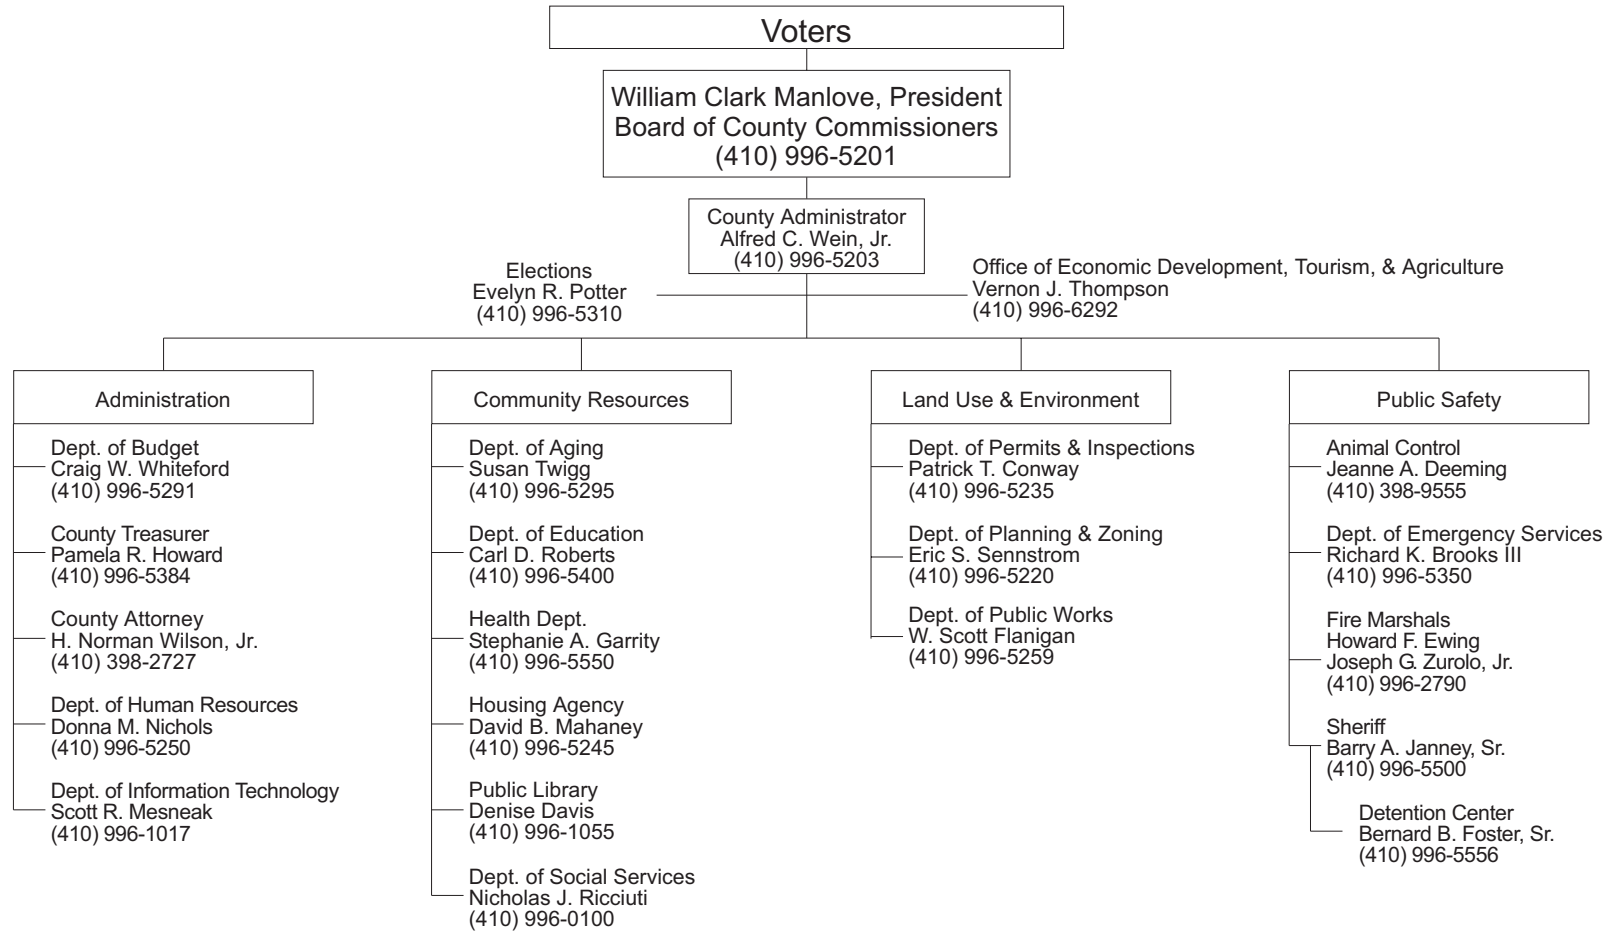 Voters
William Clark Manlove, President
Board of County Commissioners
(410) 996-5201
County Administrator
Alfred C. Wein, Jr.
(410) 996-5203
Elections
Evelyn R. Potter
(410) 996-5310
Office of Economic Development, Tourism, & Agriculture
Vernon J. Thompson
(410) 996-6292
Administration
Dept. of Budget
Craig W. Whiteford
(410) 996-5291
County Treasurer
Pamela R. Howard
(410) 996-5384
County Attorney
H. Norman Wilson, Jr.
(410) 398-2727
Dept. of Human Resources
Donna M. Nichols
(410) 996-5250
Dept. of Information Technology
Scott R. Mesneak
(410) 996-1017
Community Resources
Dept. of Aging
Susan Twigg
(410) 996-5295
Dept. of Education
Carl D. Roberts
(410) 996-5400
Health Dept.
Stephanie A. Garrity
(410) 996-5550
Housing Agency
David B. Mahaney
(410) 996-5245
Public Library
Denise Davis
(410) 996-1055
Dept. of Social Services
Nicholas J. Ricciuti
(410) 996-0100
Land Use & Environment
Dept. of Permits & Inspections
Patrick T. Conway
(410) 996-5235
Dept. of Planning & Zoning
Eric S. Sennstrom
(410) 996-5220
Dept. of Public Works
W. Scott Flanigan
(410) 996-5259
Public Safety
Animal Control
Jeanne A. Deeming
(410) 398-9555
Dept. of Emergency Services
Richard K. Brooks III
(410) 996-5350
Fire Marshals
Howard F. Ewing
Joseph G. Zurolo, Jr.
(410) 996-2790
Sheriff
Barry A. Janney, Sr.
(410) 996-5500
Detention Center
Bernard B. Foster, Sr.
(410) 996-5556